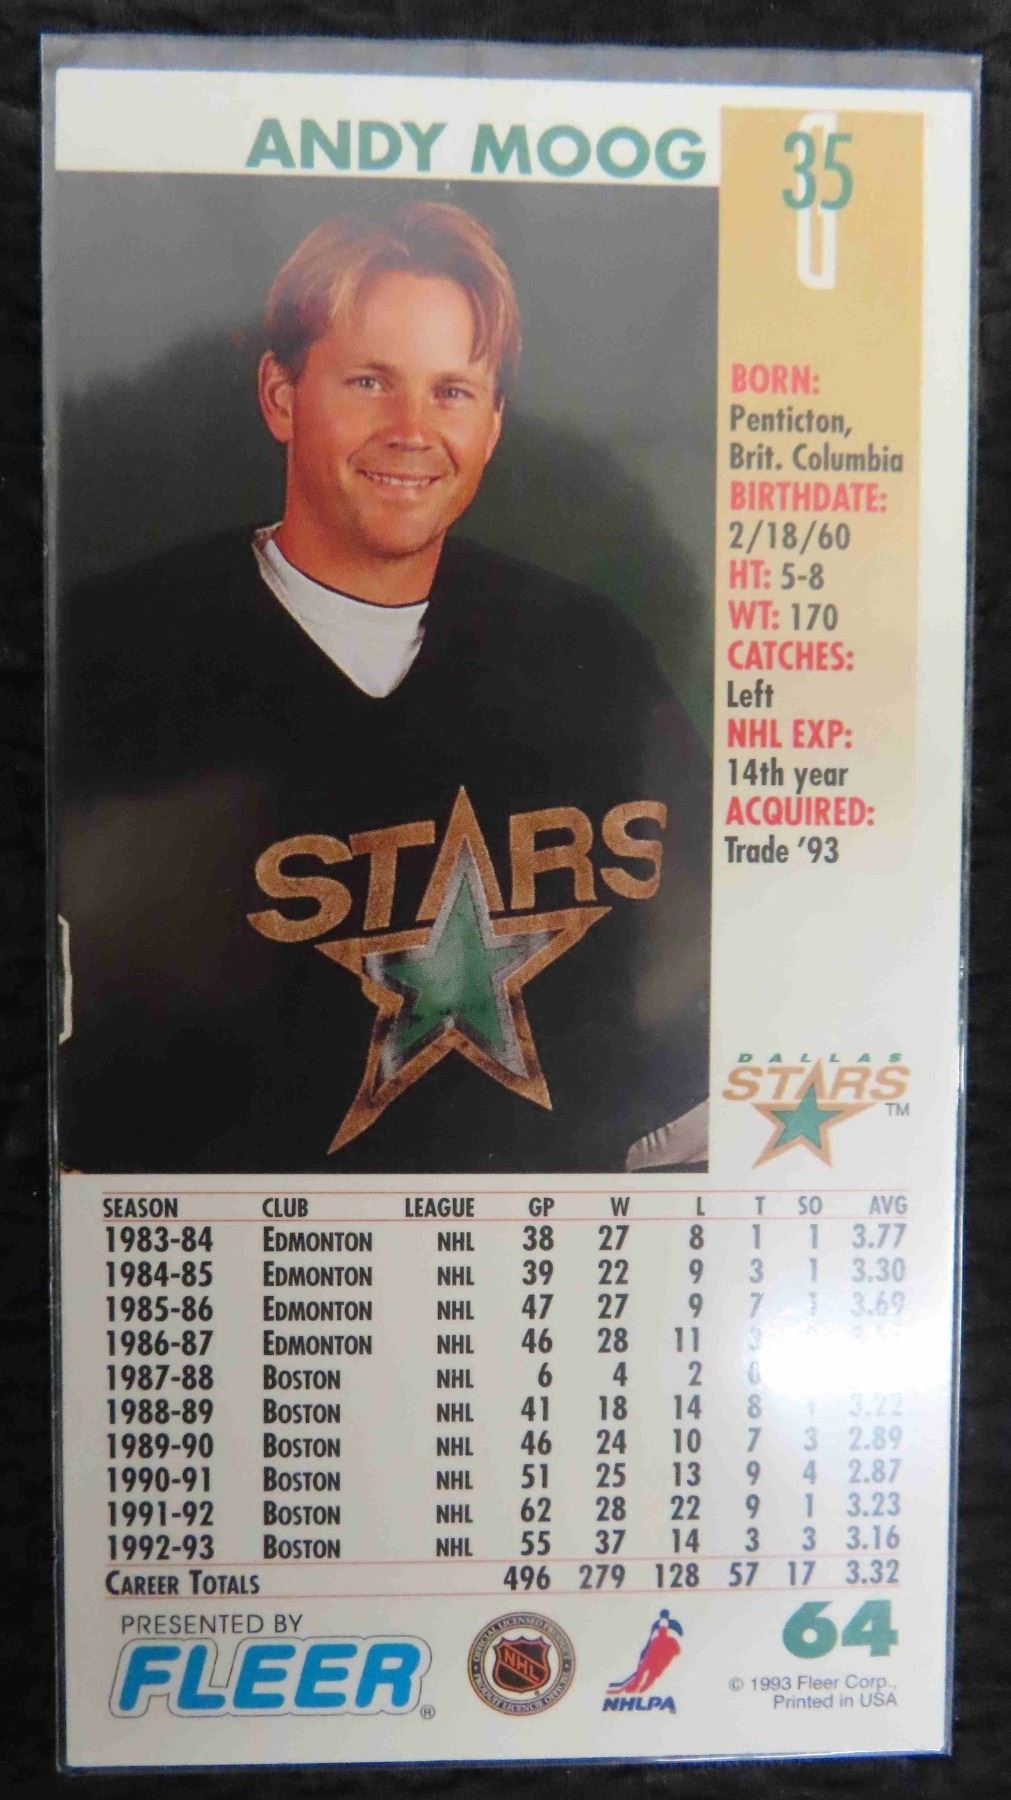 ANDY MOOG
35
BORN:
Penticton,
Brit. Columbia
BIRTHDATE:
2/18/60
HT: 5-8
WT: 170
CATCHES:
Left
NHL EXP:
14th year
ACQUIRED:
Trade '93
STARS
DALLAS
STARS
TM
SEASON CLUB LEAGUE GP W L T SO AVG
1983-84 EDMONTON NHL 38 27 8 1 1 3.77
1984-85 EDMONTON NHL 39 22 9 3 1 3.30
1985-86 EDMONTON NHL 47 27 9 7 1 3.69
1986-87 EDMONTON NHL 46 28 11 3
1987-88 BOSTON NHL 6 4 2 0
1988-89 BOSTON NHL 41 18 14 8 1 3.22
1989-90 BOSTON NHL 46 24 10 7 3 2.89
1990-91 BOSTON NHL 51 25 13 9 4 2.87
1991-92 BOSTON NHL 62 28 22 9 1 3.23
1992-93 BOSTON NHL 55 37 14 3 3 3.16
CAREER TOTALS 496 279 128 57 17 3.32
PRESENTED BY
FLEER®
NHL
NHLPA
64
© 1993 Fleer Corp.,
Printed in USA